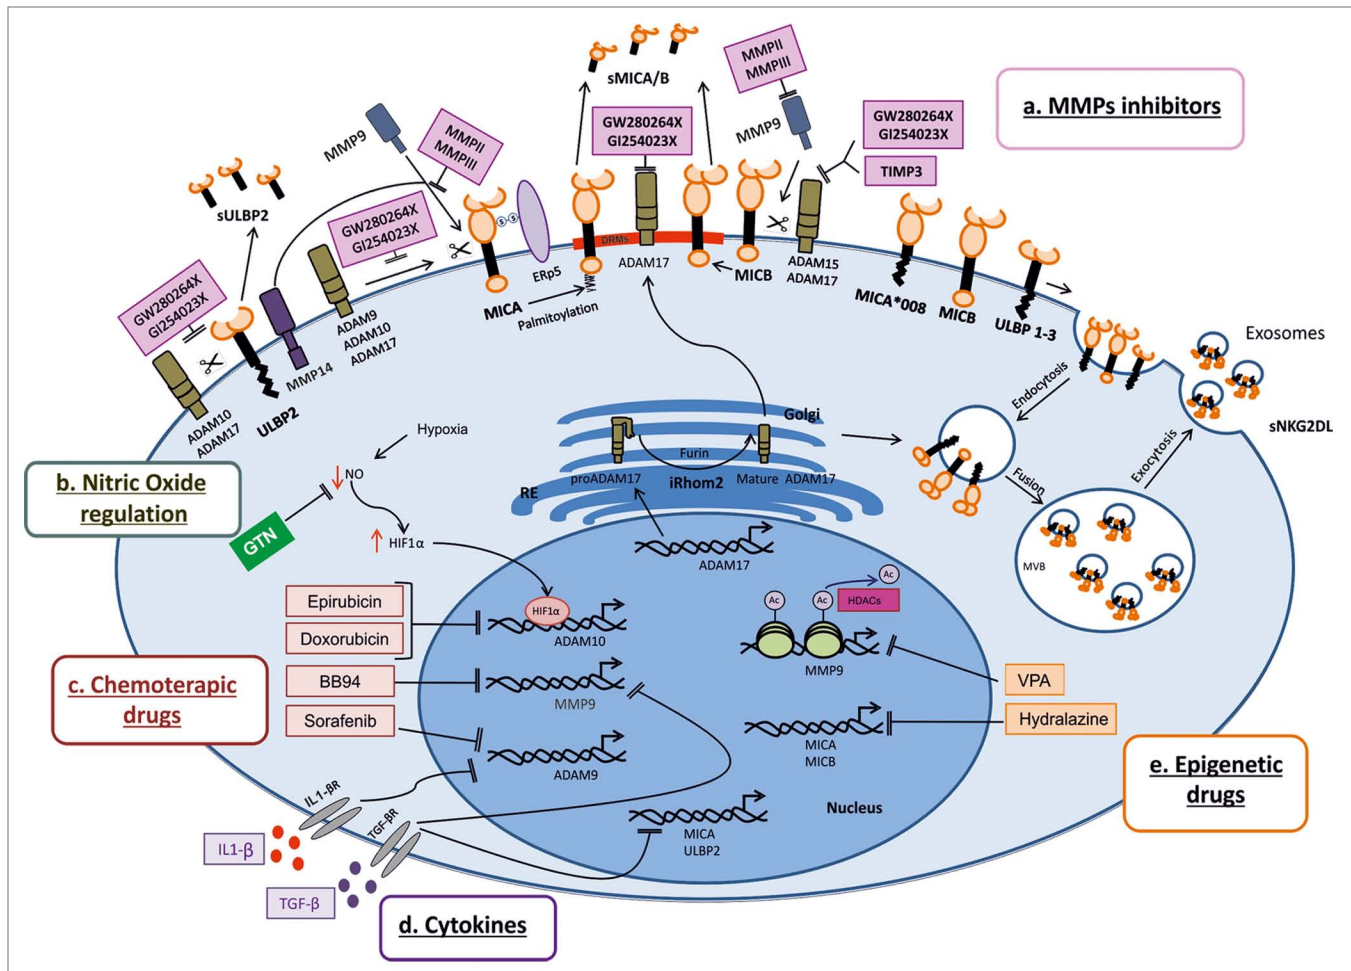 sMICA/B
MMPII
MMPIII
a. MMPs inhibitors
MMP9
MMPII
MMPIII
GW280264X
GI254023X
MMP9
GW280264X
GI254023X
TIMP3
sULBP2
GW280264X
GI254023X
S
S
ERp5
DRMs
ADAM17
MICB
ADAM15
ADAM17
MICA
Palmitoylation
MICA*008
MICB
ULBP 1-3
GW280264X
GI254023X
ADAM9
ADAM10
ADAM17
MMP14
ULBP2
ADAM10
ADAM17
Exosomes
sNKG2DL
Endocytosis
Fusion
Exocytosis
MVB
Golgi
Furin
proADAM17
iRhom2
Mature ADAM17
RE
Hypoxia
NO
HIF1α
b. Nitric Oxide
regulation
GTN
ADAM17
Ac
Ac
Ac
HDACs
MMP9
Epirubicin
Doxorubicin
HIF1α
ADAM10
c. Chemoterapic
drugs
BB94
Sorafenib
MMP9
ADAM9
VPA
Hydralazine
MICA
MICB
Nucleus
e. Epigenetic
drugs
IL1-βR
TGF-βR
MICA
ULBP2
IL1-β
TGF-β
d. Cytokines